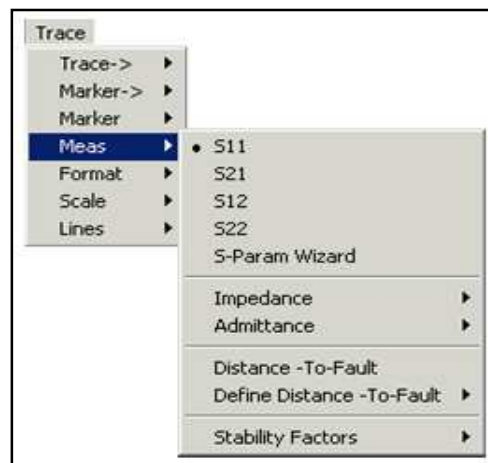 Trace
Trace->
Marker->
Marker
Meas
Format
Scale
Lines
S11
S21
S12
S22
S-Param Wizard
Impedance
Admittance
Distance -To-Fault
Define Distance -To-Fault
Stability Factors